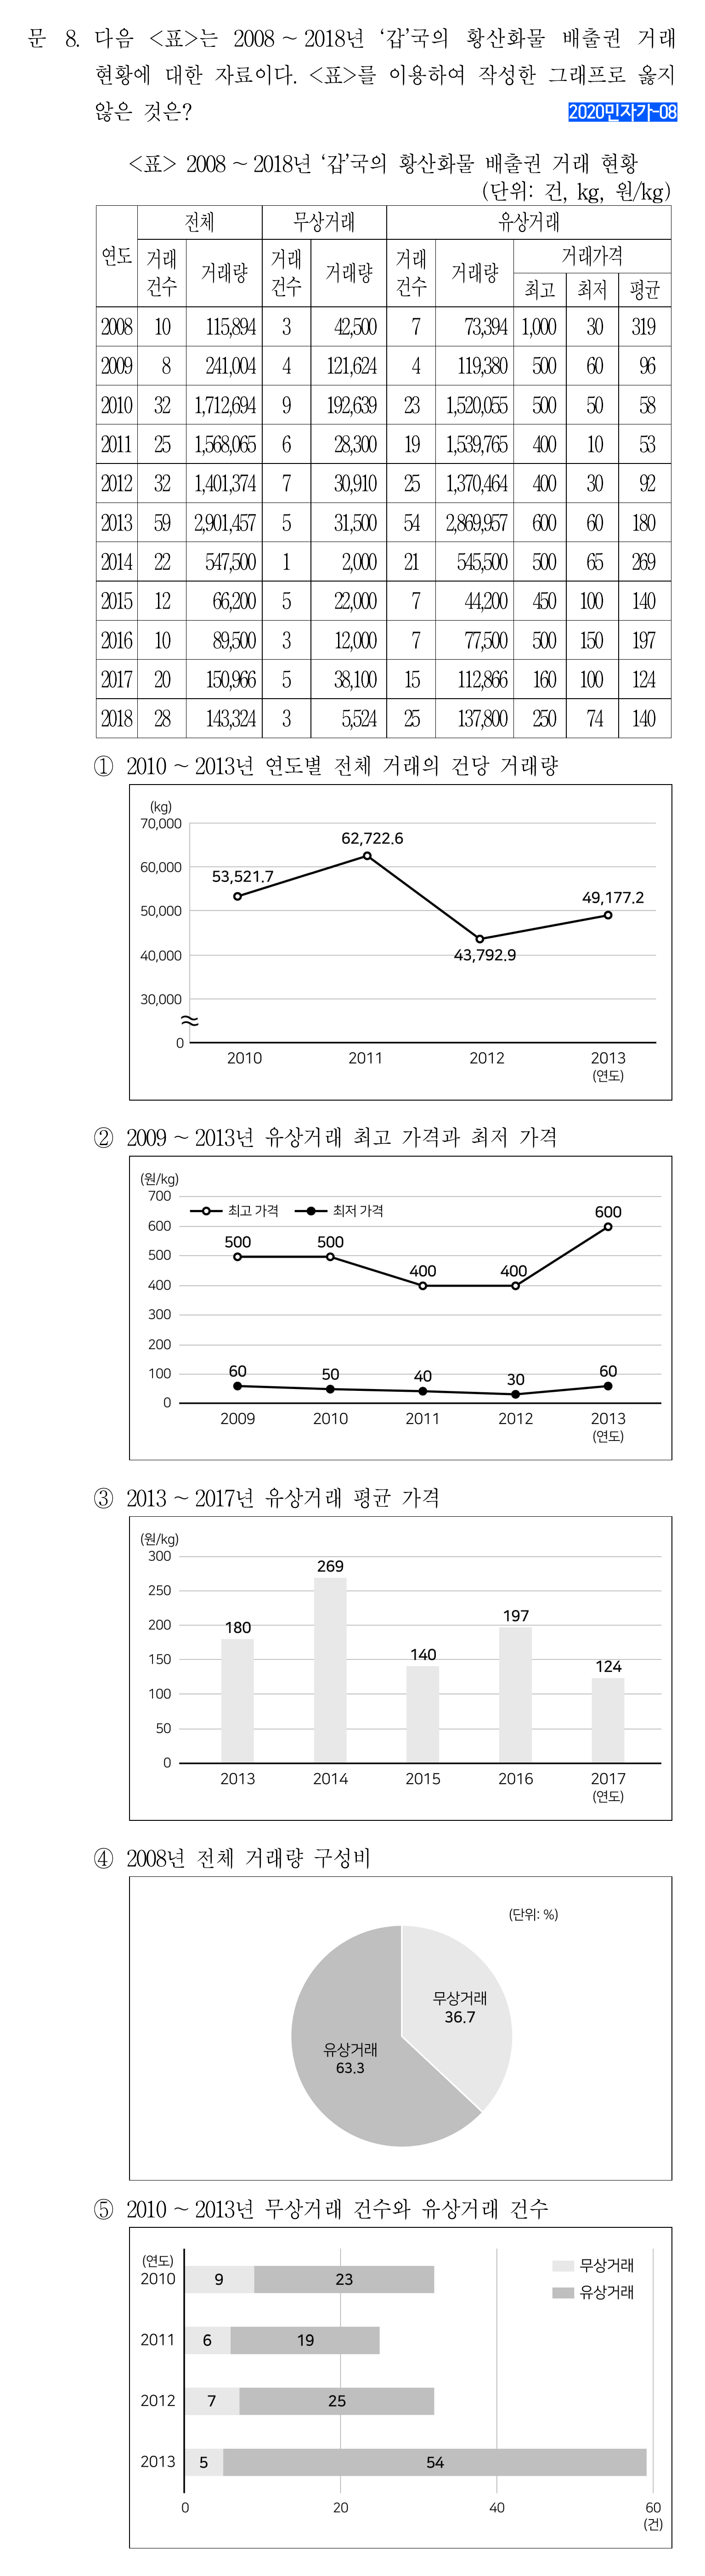 문 8. 다음 <표>는 2008 ~ 2018년 ‘갑’국의 황산화물 배출권 거래
현황에 대한 자료이다. <표>를 이용하여 작성한 그래프로 옳지
않은 것은?
2020민자가-08
<표> 2008 ~ 2018년 ‘갑’국의 황산화물 배출권 거래 현황
(단위: 건, kg, 원/kg)
연도 전체 무상거래 유상거래
거래건수 거래량 거래건수 거래량 거래건수 거래량 거래가격
최고 최저 평균
2008 10 115,894 3 42,500 7 73,394 1,000 30 319
2009 8 241,004 4 121,624 4 119,380 500 60 96
2010 32 1,712,694 9 192,639 23 1,520,055 500 50 58
2011 25 1,568,065 6 28,300 19 1,539,765 400 10 53
2012 32 1,401,374 7 30,910 25 1,370,464 400 30 92
2013 59 2,901,457 5 31,500 54 2,869,957 600 60 180
2014 22 547,500 1 2,000 21 545,500 500 65 269
2015 12 66,200 5 22,000 7 44,200 450 100 140
2016 10 89,500 3 12,000 7 77,500 500 150 197
2017 20 150,966 5 38,100 15 112,866 160 100 124
2018 28 143,324 3 5,524 25 137,800 250 74 140
① 2010 ~ 2013년 연도별 전체 거래의 건당 거래량
(kg)
70,000
62,722.6
60,000
53,521.7
49,177.2
50,000
40,000
43,792.9
30,000
0
2010 2011 2012 2013
(연도)
② 2009 ~ 2013년 유상거래 최고 가격과 최저 가격
(원/kg)
700
최고 가격 최저 가격
600
600
500 500
500
400 400
400
300
200
100
60 50 40 30 60
0
2009 2010 2011 2012 2013
(연도)
③ 2013 ~ 2017년 유상거래 평균 가격
(원/kg)
300
269
250
200
197
180
150
140
124
100
50
0
2013 2014 2015 2016 2017
(연도)
④ 2008년 전체 거래량 구성비
(단위: %)
무상거래
36.7
유상거래
63.3
⑤ 2010 ~ 2013년 무상거래 건수와 유상거래 건수
(연도)
무상거래
유상거래
2010 9 23
2011 6 19
2012 7 25
2013 5 54
0 20 40 60
(건)